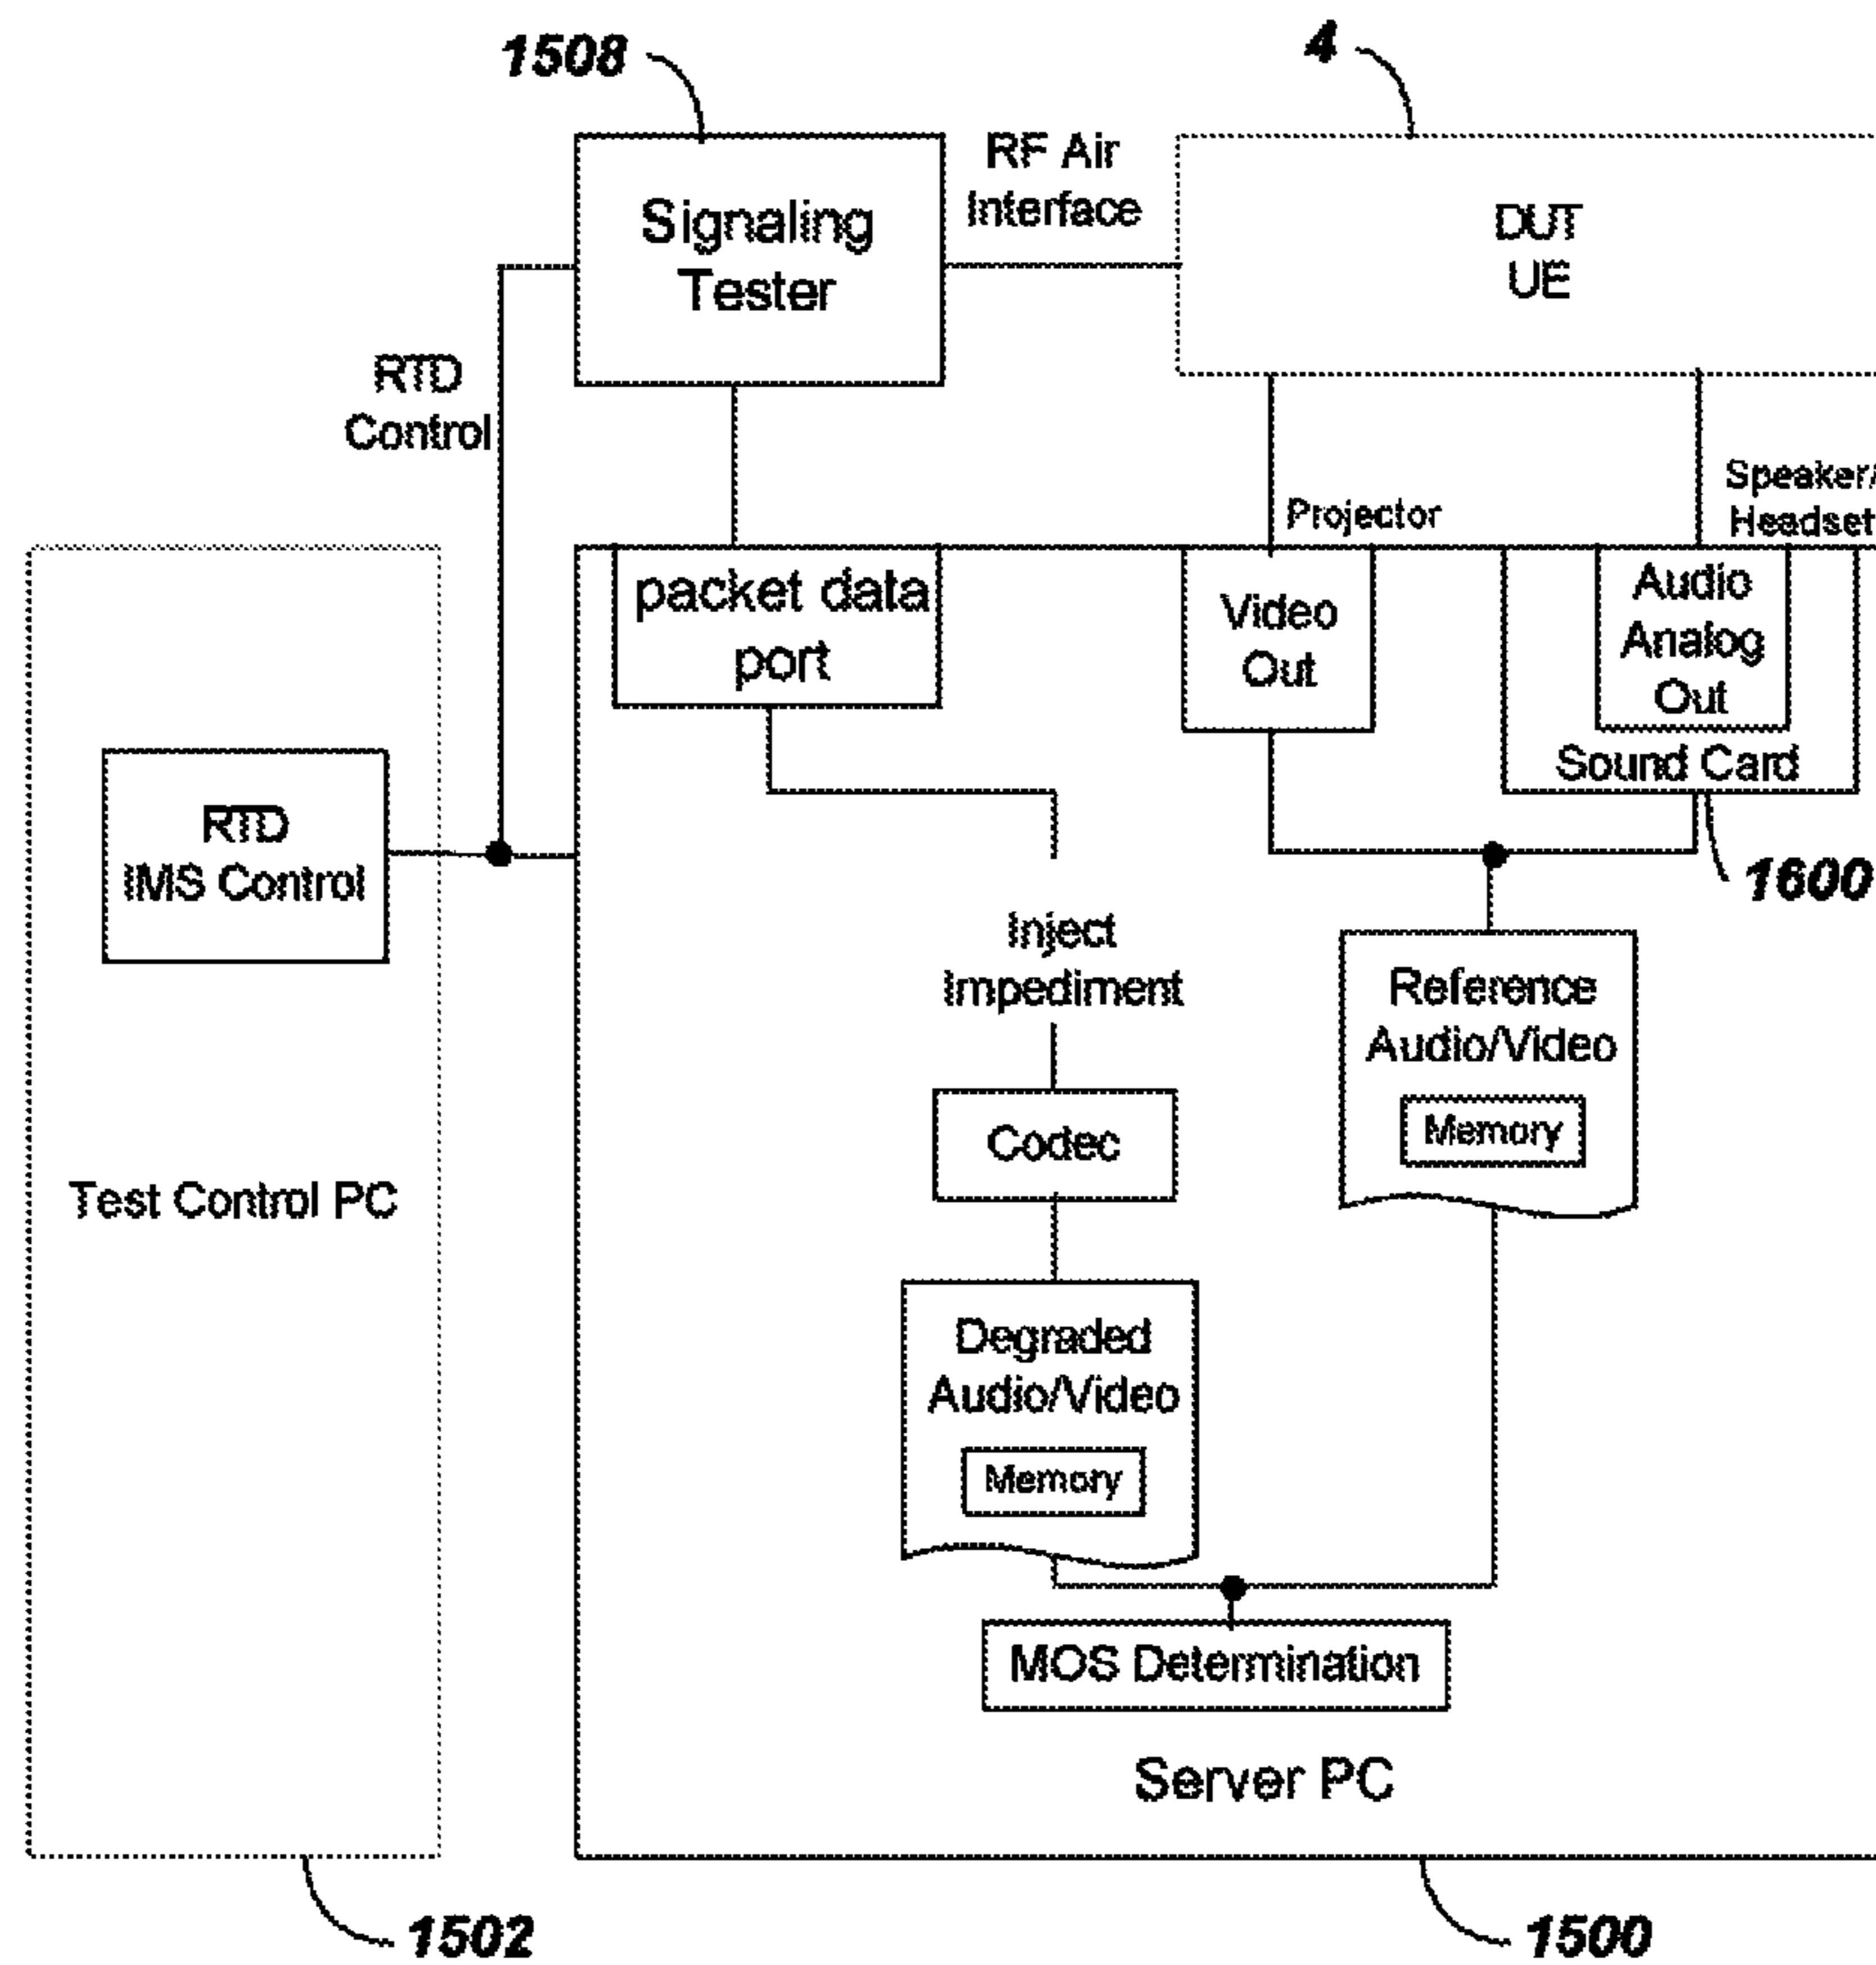 1508
4
RF Air
Interface
Signaling
Tester
DUT
UE
RTD
Control
Projector
Speaker/
Headset
packet data
port
Video
Out
Audio
Analog
Out
Sound Card
1600
RTD
IMS Control
Inject
Impediment
Reference
Audio/Video
Memory
Codec
Test Control PC
Degraded
Audio/Video
Memory
MOS Determination
Server PC
1502
1500